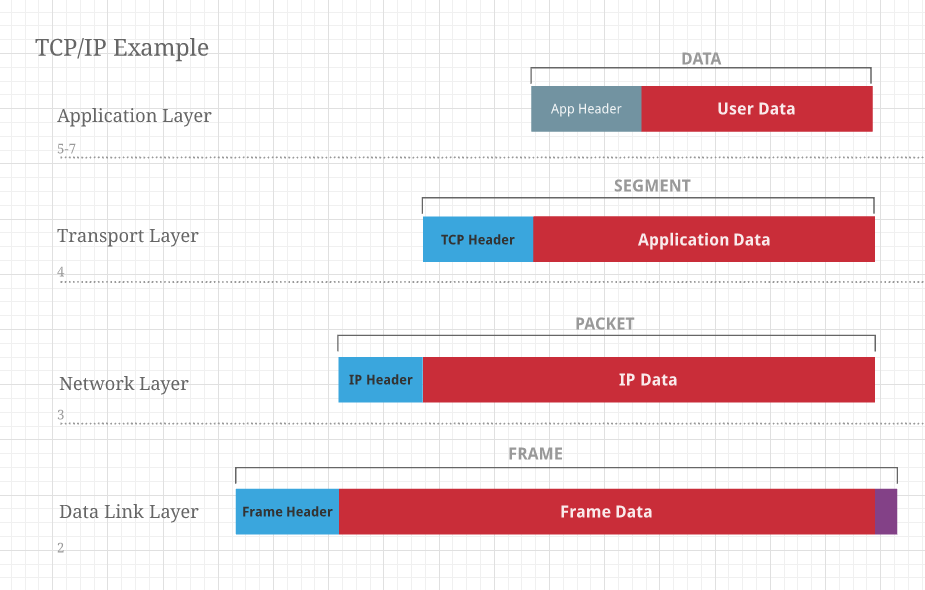 TCP/IP Example
DATA
Application Layer
App Header
User Data
5-7
SEGMENT
Transport Layer
TCP Header
Application Data
4
PACKET
Network Layer
IP Header
IP Data
3
FRAME
Data Link Layer
Frame Header
Frame Data
2